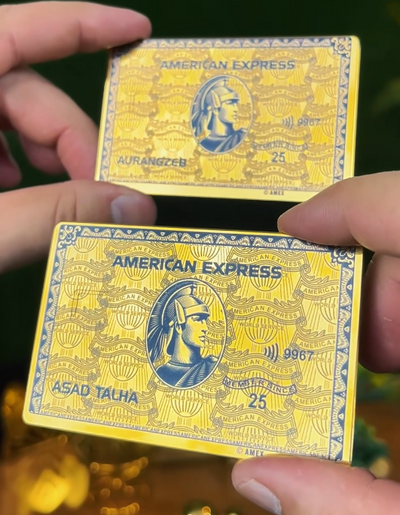 AMERICAN EXPRESS
9967
AURANGZEB
MEMBER SINCE
25
© AMEX
AMERICAN EXPRESS
9967
ASAD TALHA
MEMBER SINCE
25
© AMEX